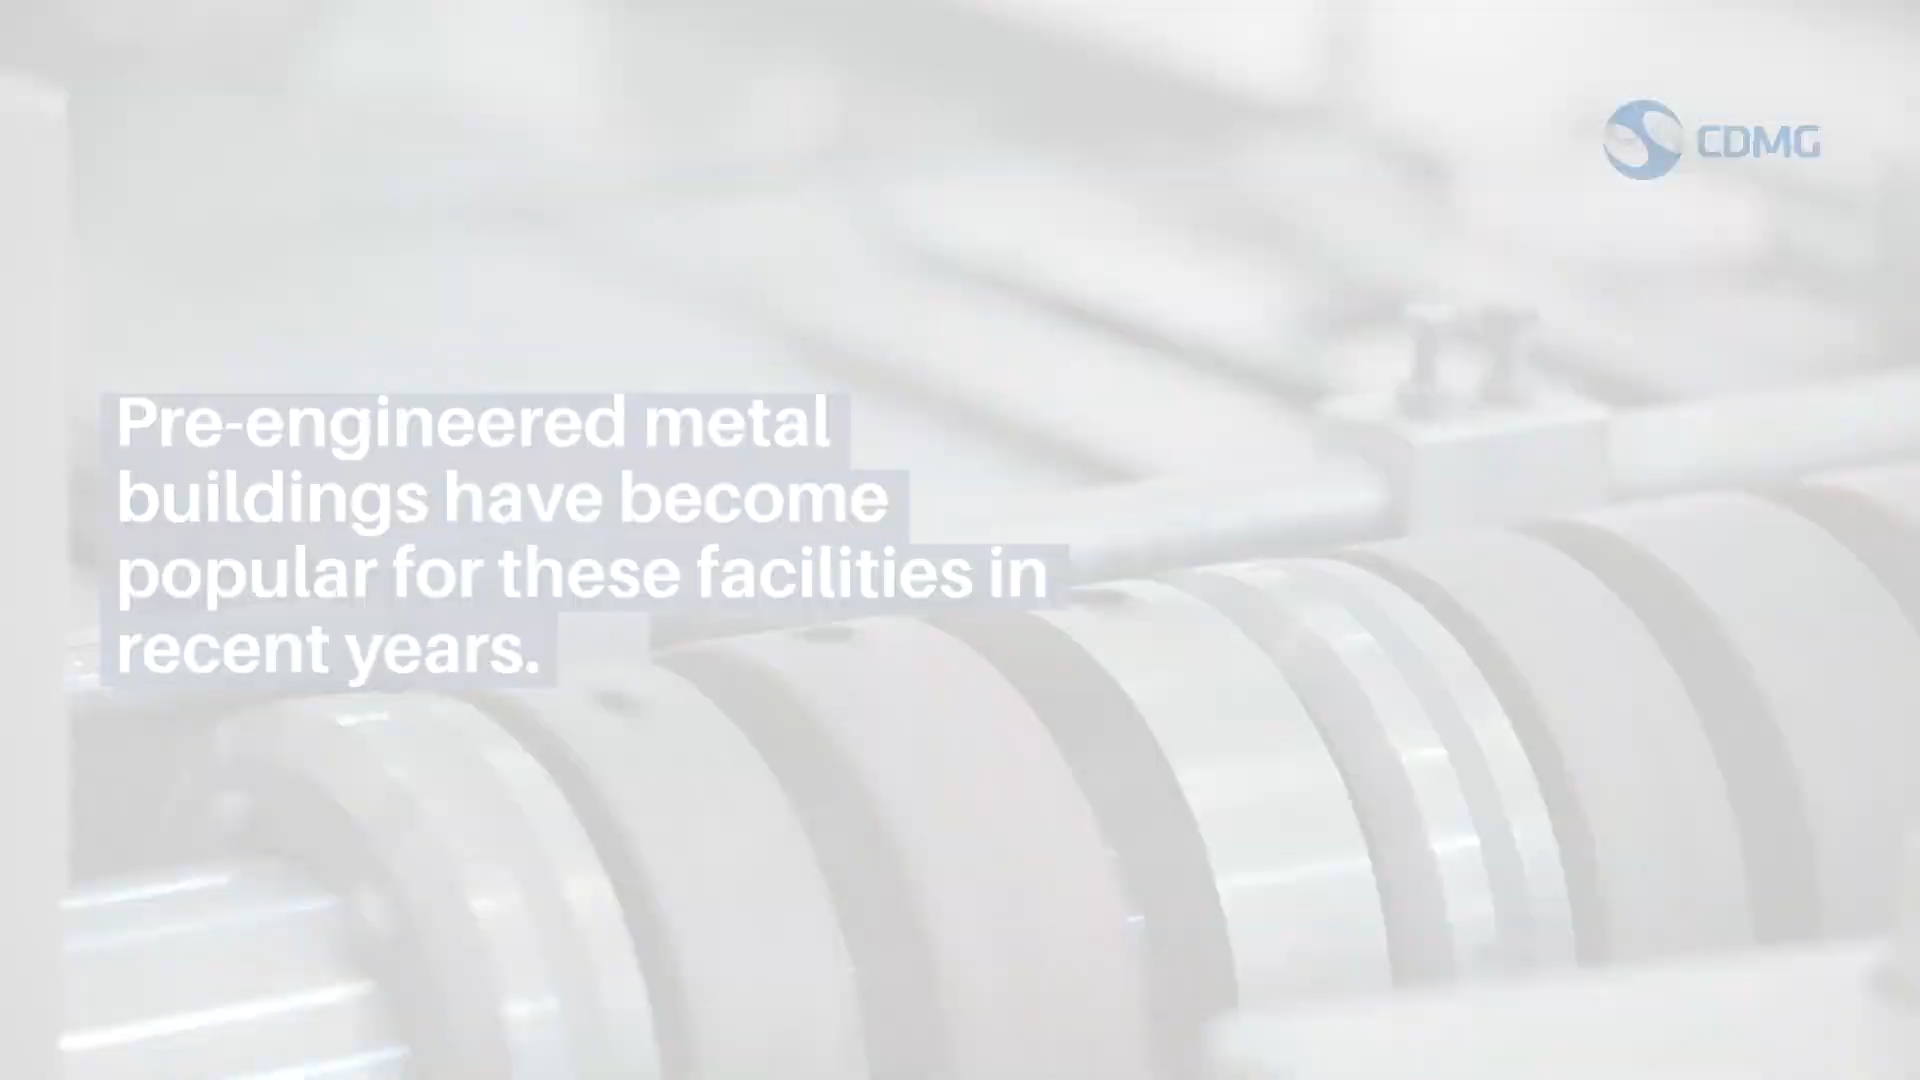 CDMG
Pre-engineered metal
buildings have become
popular for these facilities in
recent years.